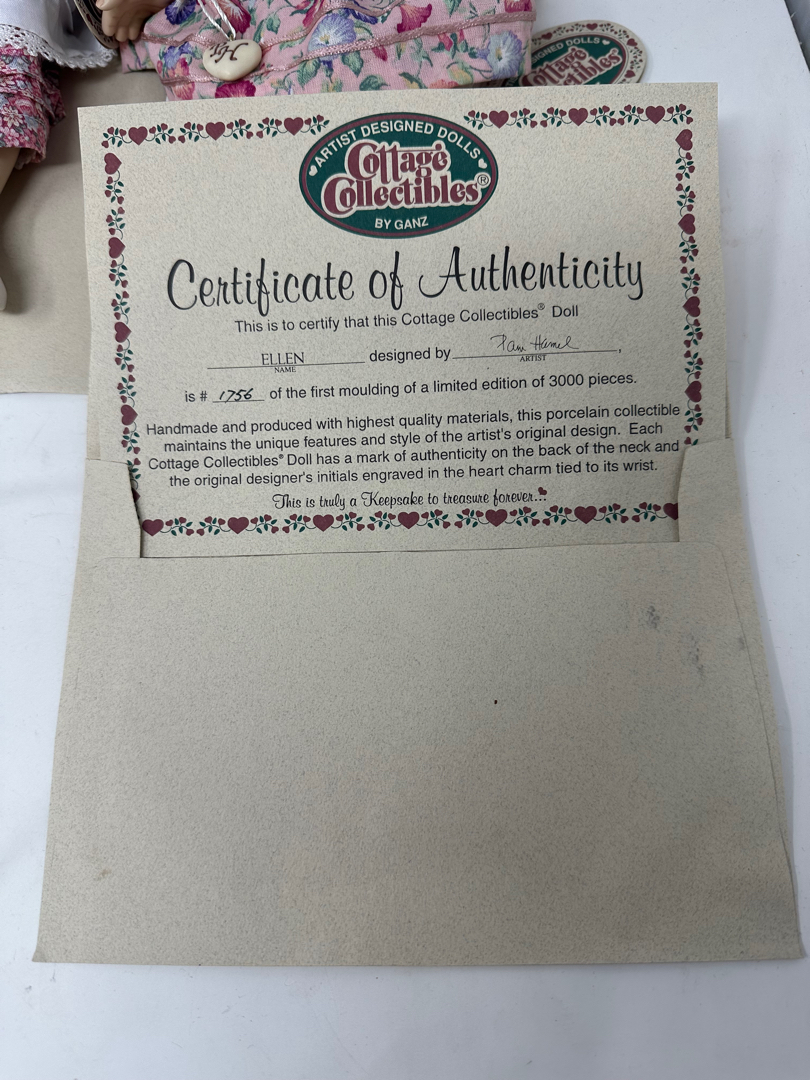 H
SIGNED DOLLS
Cottage
Collectibles
ARTIST DESIGNED DOLLS
Cottage
Collectibles®
BY GANZ
Certificate of Authenticity
This is to certify that this Cottage Collectibles® Doll
ELLEN designed by Pam Hamel,
NAME ARTIST
is # 1756 of the first moulding of a limited edition of 3000 pieces.
Handmade and produced with highest quality materials, this porcelain collectible
maintains the unique features and style of the artist's original design. Each
Cottage Collectibles® Doll has a mark of authenticity on the back of the neck and
the original designer's initials engraved in the heart charm tied to its wrist.
This is truly a Keepsake to treasure forever...